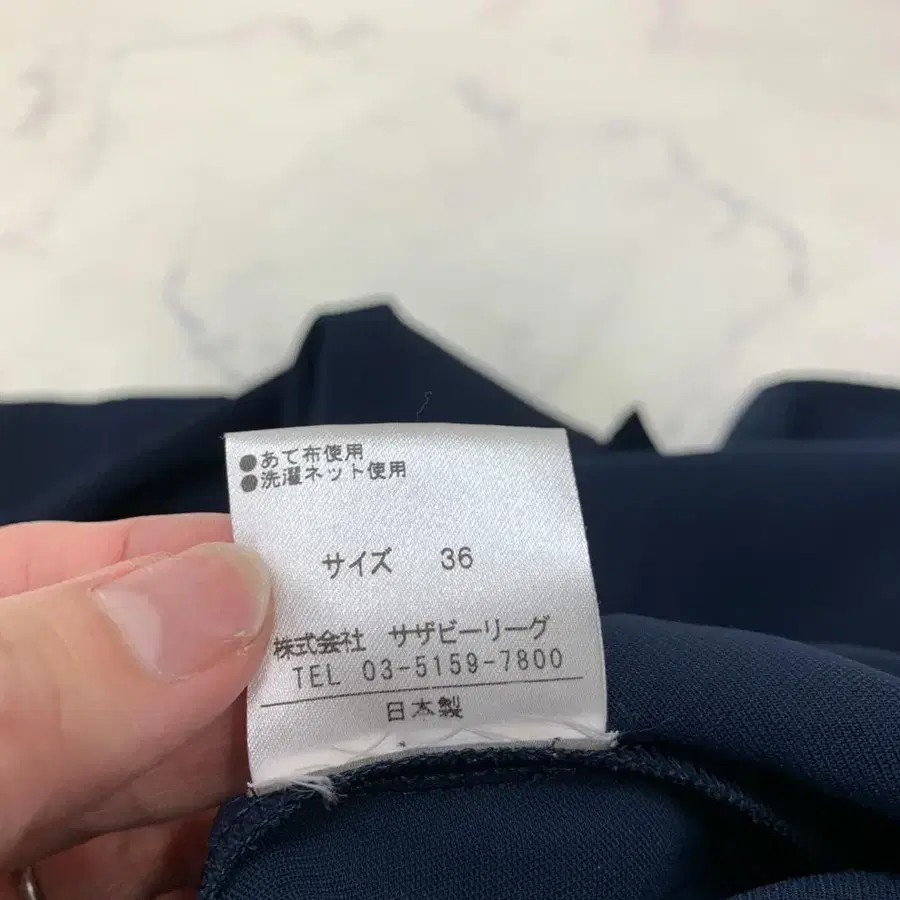 ●あて布使用
●洗濯ネット使用
サイズ 36
株式会社 サザビーリーグ
TEL 03-5159-7800
日本製